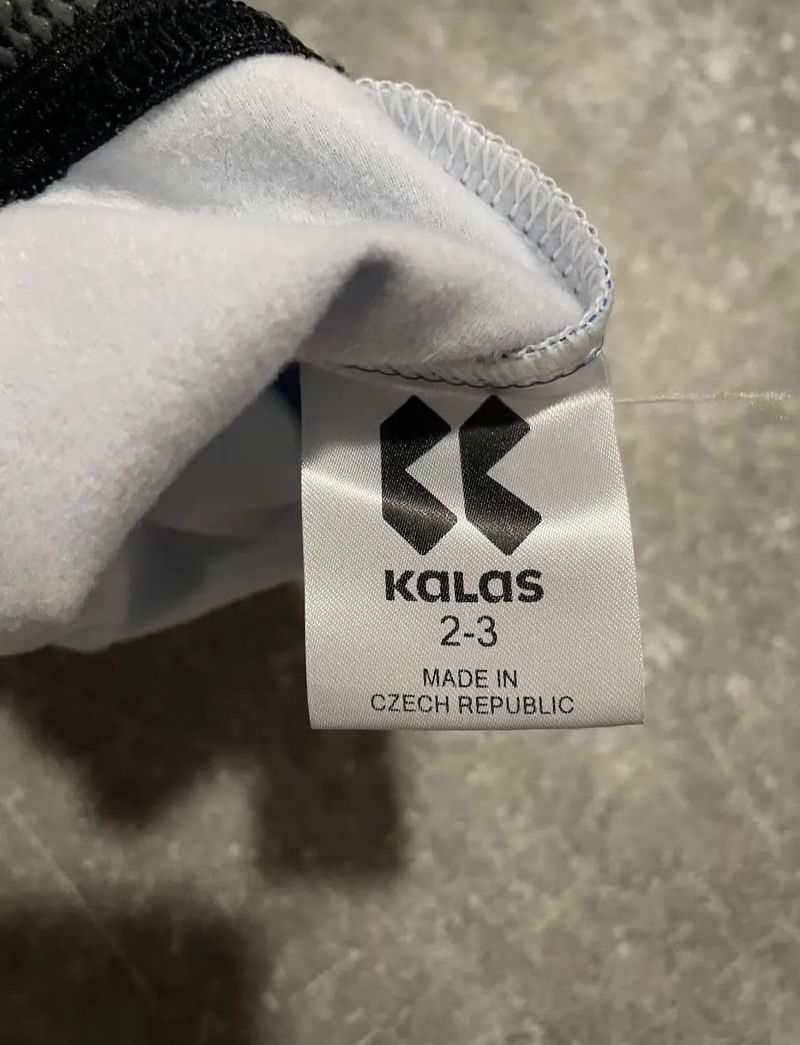 KALAS
2-3
MADE IN
CZECH REPUBLIC